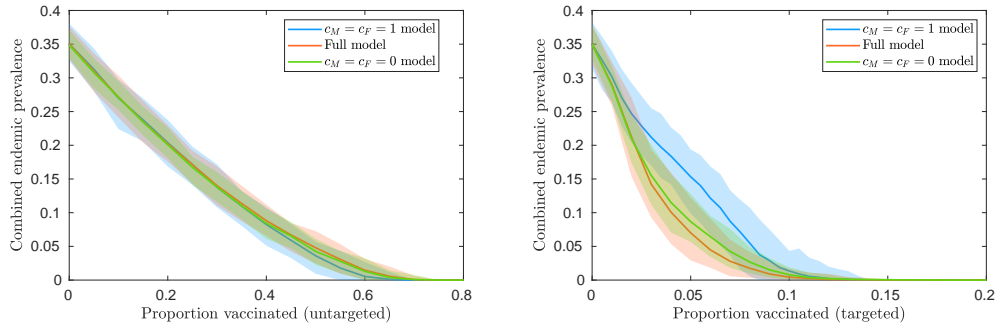 0.4
0.35
0.3
0.25
0.2
0.15
0.1
0.05
0
Combined endemic prevalence
c_M = c_F = 1 model
Full model
c_M = c_F = 0 model
0 0.2 0.4 0.6 0.8
Proportion vaccinated (untargeted)
0.4
0.35
0.3
0.25
0.2
0.15
0.1
0.05
0
Combined endemic prevalence
c_M = c_F = 1 model
Full model
c_M = c_F = 0 model
0 0.05 0.1 0.15 0.2
Proportion vaccinated (targeted)